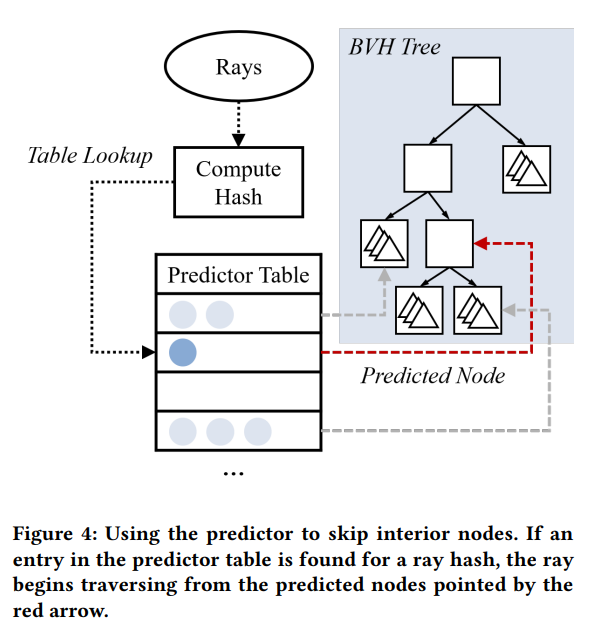 BVH Tree
Rays
Table Lookup
Compute
Hash
Predictor Table
Predicted Node
...
Figure 4: Using the predictor to skip interior nodes. If an
entry in the predictor table is found for a ray hash, the ray
begins traversing from the predicted nodes pointed by the
red arrow.